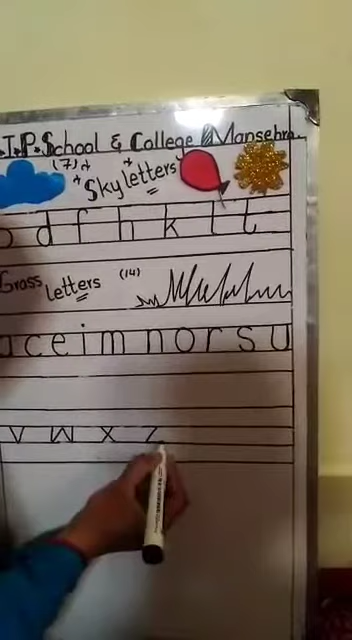 T.P.School & College Mansehra.
(7)
Sky letters
b d f h k l t
Grass letters (14)
a c e i m n o r s u
v w x z